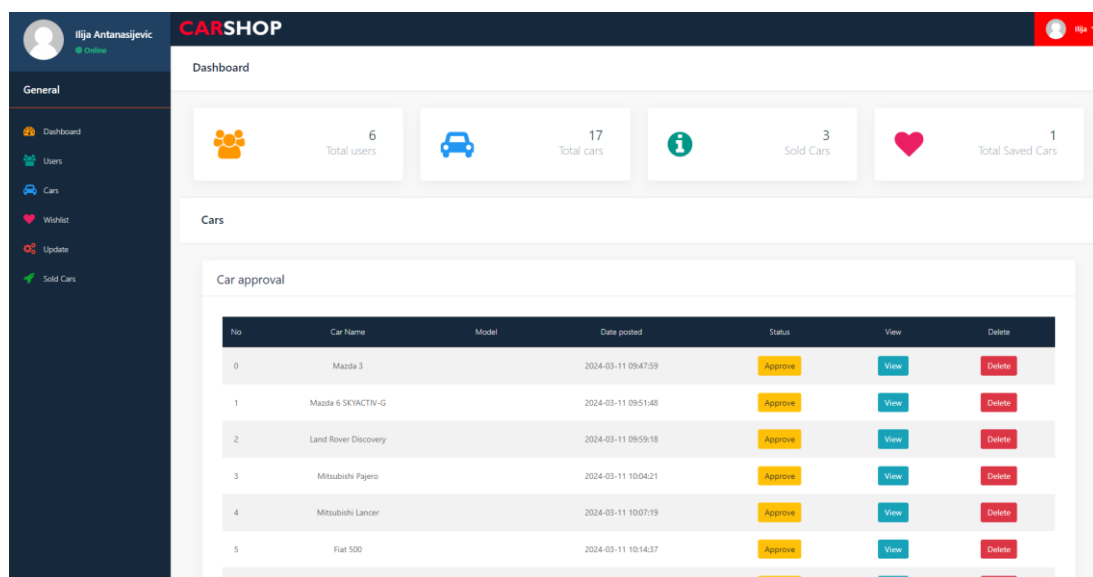 Ilija Antanasijevic
Online
General
Dashboard
Users
Cars
Wishlist
Update
Sold Cars
CARSHOP
Ilija
Dashboard
6
Total users
17
Total cars
3
Sold Cars
1
Total Saved Cars
Cars
Car approval
No Car Name Model Date posted Status View Delete
0 Mazda 3 2024-03-11 09:47:59 Approve View Delete
1 Mazda 6 SKYACTIV-G 2024-03-11 09:51:48 Approve View Delete
2 Land Rover Discovery 2024-03-11 09:59:18 Approve View Delete
3 Mitsubishi Pajero 2024-03-11 10:04:21 Approve View Delete
4 Mitsubishi Lancer 2024-03-11 10:07:19 Approve View Delete
5 Fiat 500 2024-03-11 10:14:37 Approve View Delete